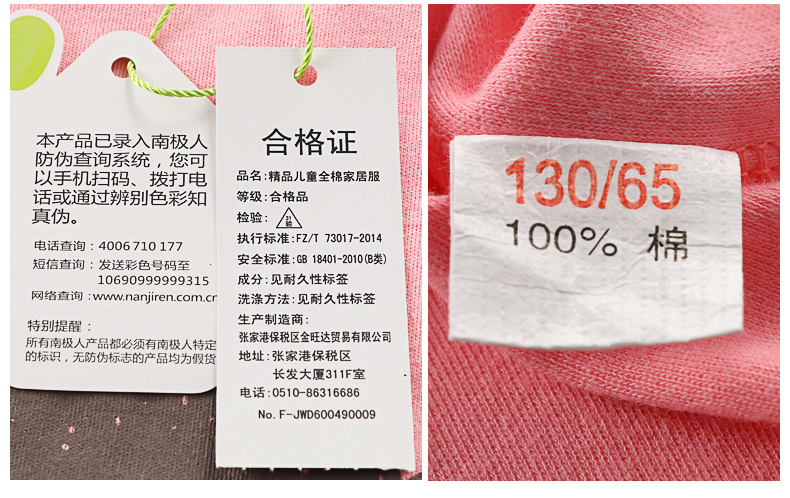 本产品已录入南极人
防伪查询系统，您可
以手机扫码、拨打电
话或通过辨别色彩知
真伪。
电话查询：4006710 177
短信查询：发送彩色号码至
10690999999315
网络查询：www.nanjiren.com.cn
特别提醒：
所有南极人产品都必须有南极人特定
的标识，无防伪标志的产品均为假货
合格证
品名：精品儿童全棉家居服
等级：合格品
检验：
执行标准：FZ/T 73017-2014
安全标准：GB 18401-2010(B类)
成分：见耐久性标签
洗涤方法：见耐久性标签
生产制造商：
张家港保税区金旺达贸易有限公司
地址：张家港保税区
长发大厦311F室
电话：0510-86316686
No. F-JWD600490009
130/65
100% 棉